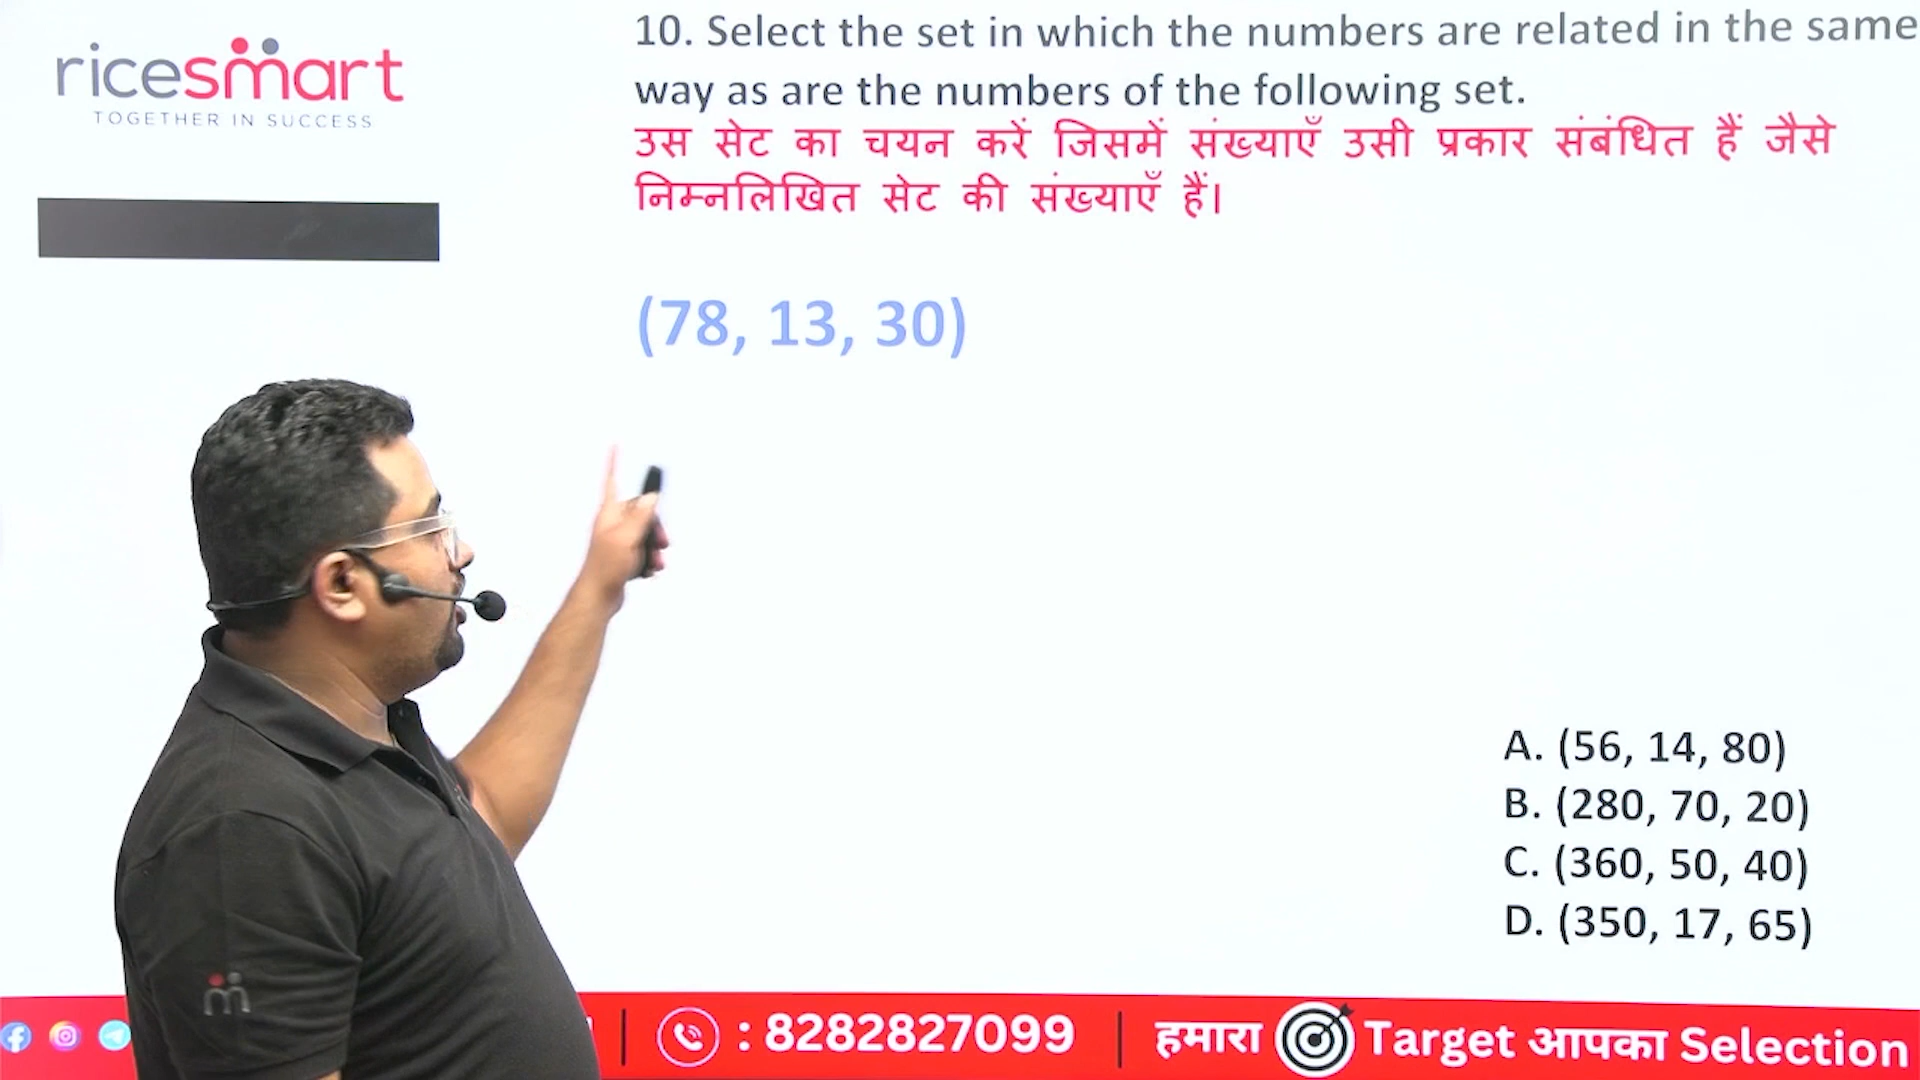 ricesmart
TOGETHER IN SUCCESS
10. Select the set in which the numbers are related in the same
way as are the numbers of the following set.
उस सेट का चयन करें जिसमें संख्याएँ उसी प्रकार संबंधित हैं जैसे
निम्नलिखित सेट की संख्याएँ हैं।
(78, 13, 30)
A. (56, 14, 80)
B. (280, 70, 20)
C. (360, 50, 40)
D. (350, 17, 65)
: 8282827099 | हमारा Target आपका Selection